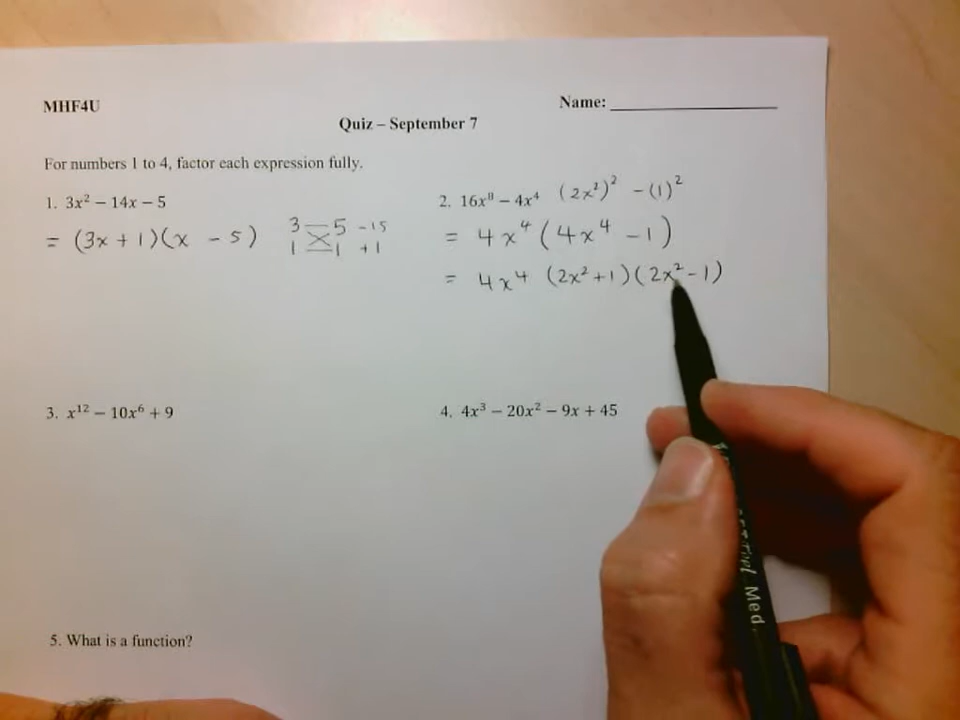 MHF4U
Name:
Quiz – September 7
For numbers 1 to 4, factor each expression fully.
1. 3x² – 14x – 5
= (3x + 1)(x - 5)
3 5 -15
1 1 +1
2. 16x⁸ – 4x⁴ (2x²)² - (1)²
= 4x⁴(4x⁴ - 1)
= 4x⁴ (2x²+1)(2x²-1)
3. x¹² – 10x⁶ + 9
4. 4x³ – 20x² – 9x + 45
5. What is a function?
Med